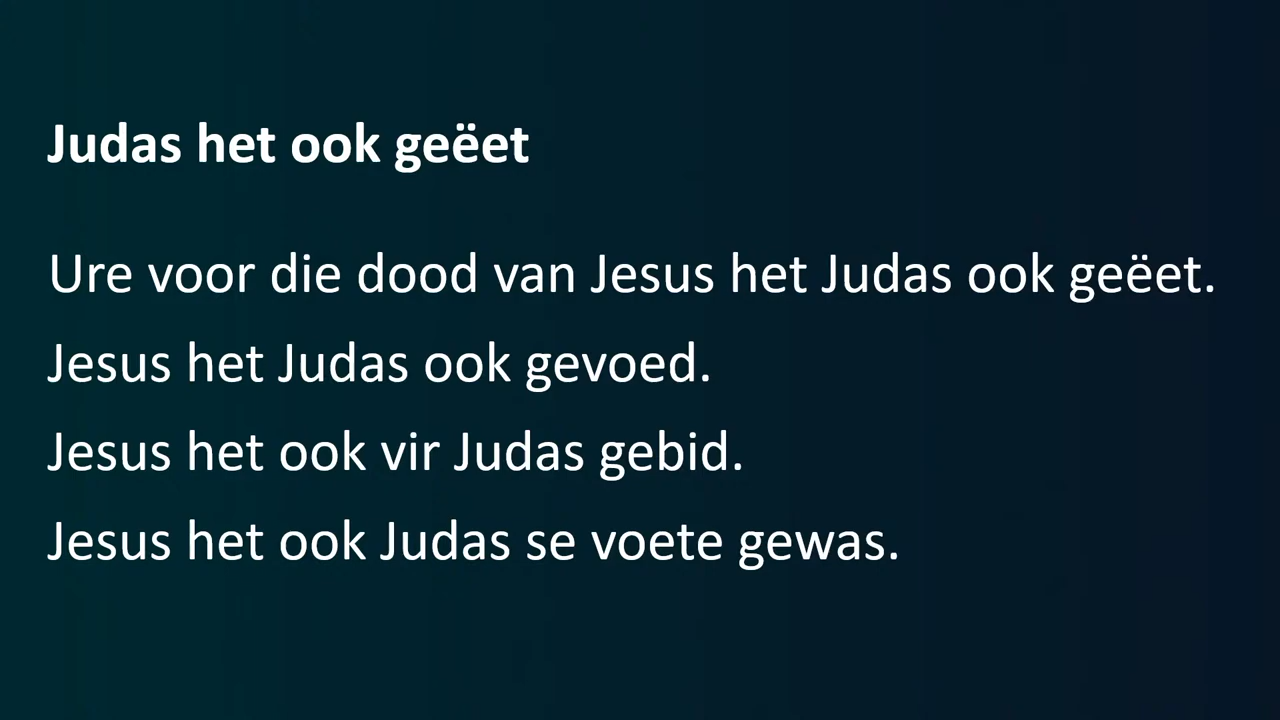 Judas het ook geëet
Ure voor die dood van Jesus het Judas ook geëet.
Jesus het Judas ook gevoed.
Jesus het ook vir Judas gebid.
Jesus het ook Judas se voete gewas.